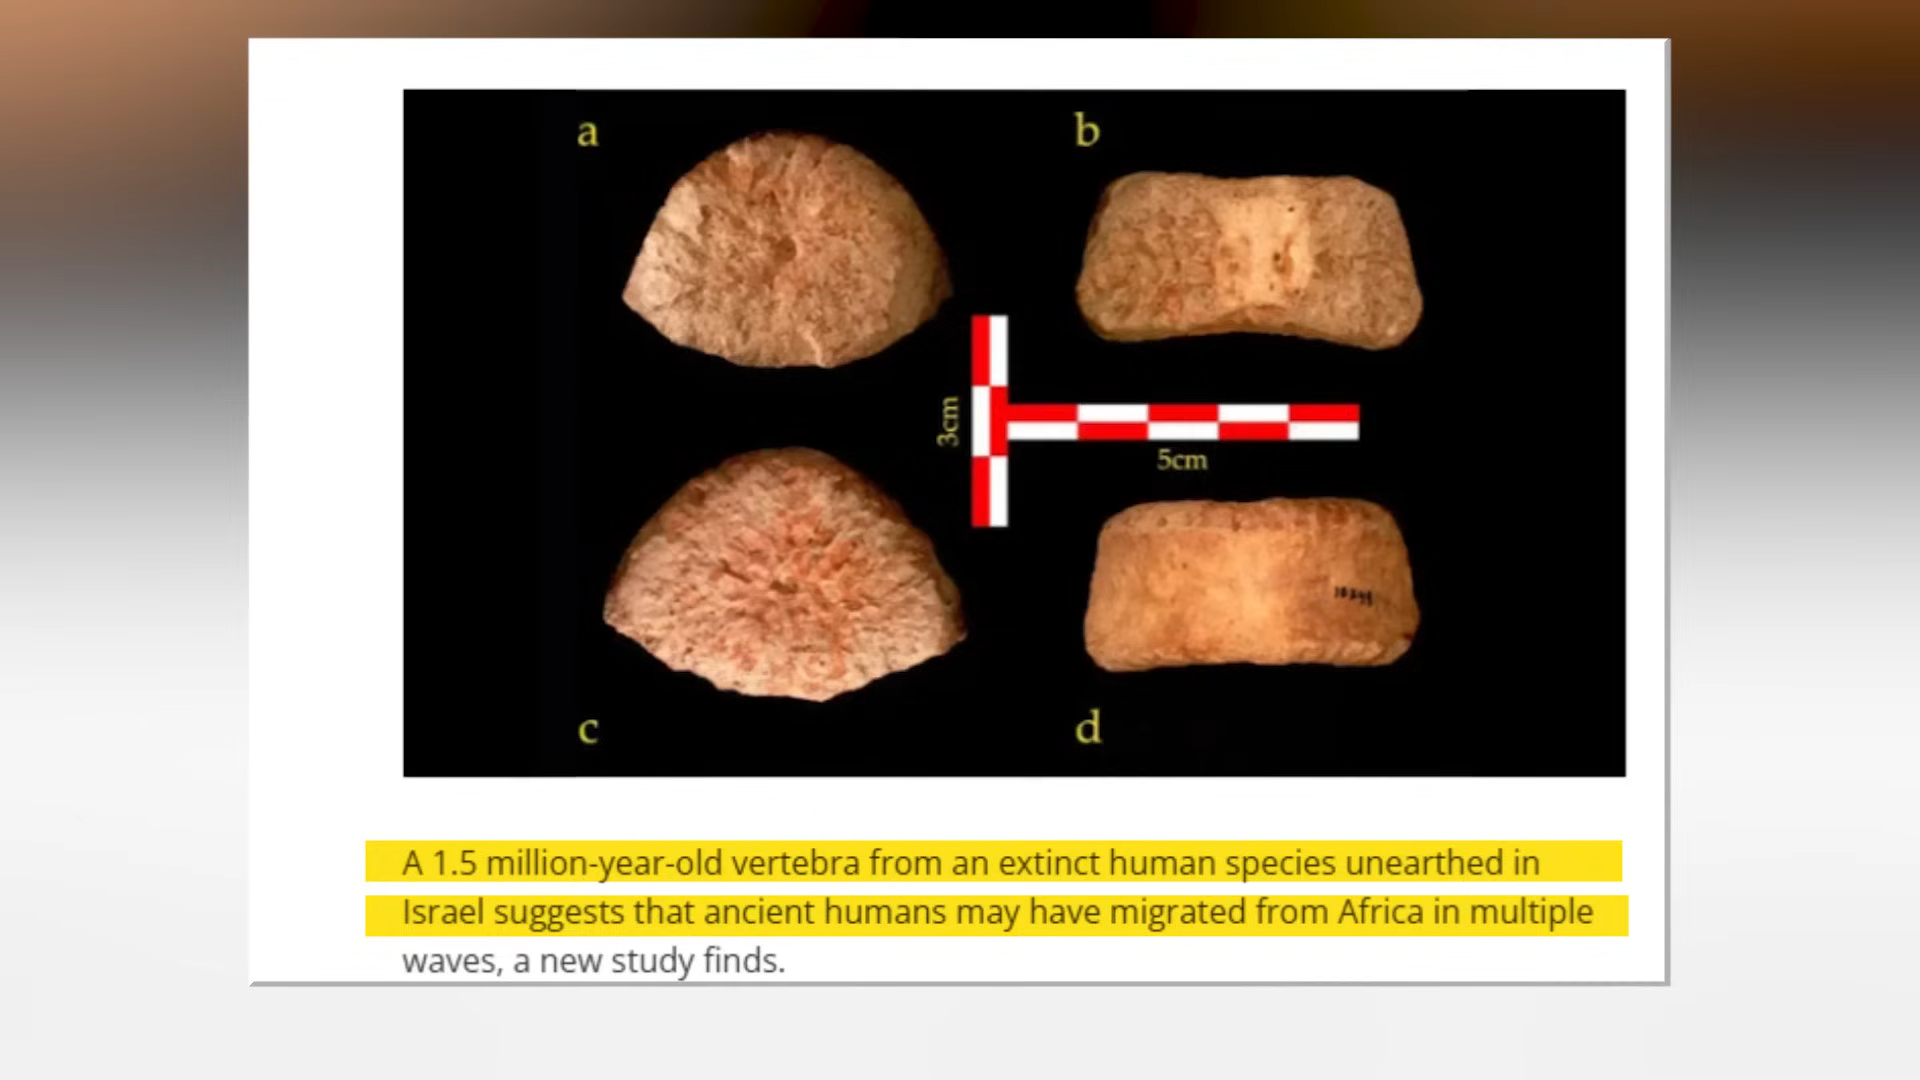 a
b
3cm
5cm
c
d
A 1.5 million-year-old vertebra from an extinct human species unearthed in
Israel suggests that ancient humans may have migrated from Africa in multiple
waves, a new study finds.